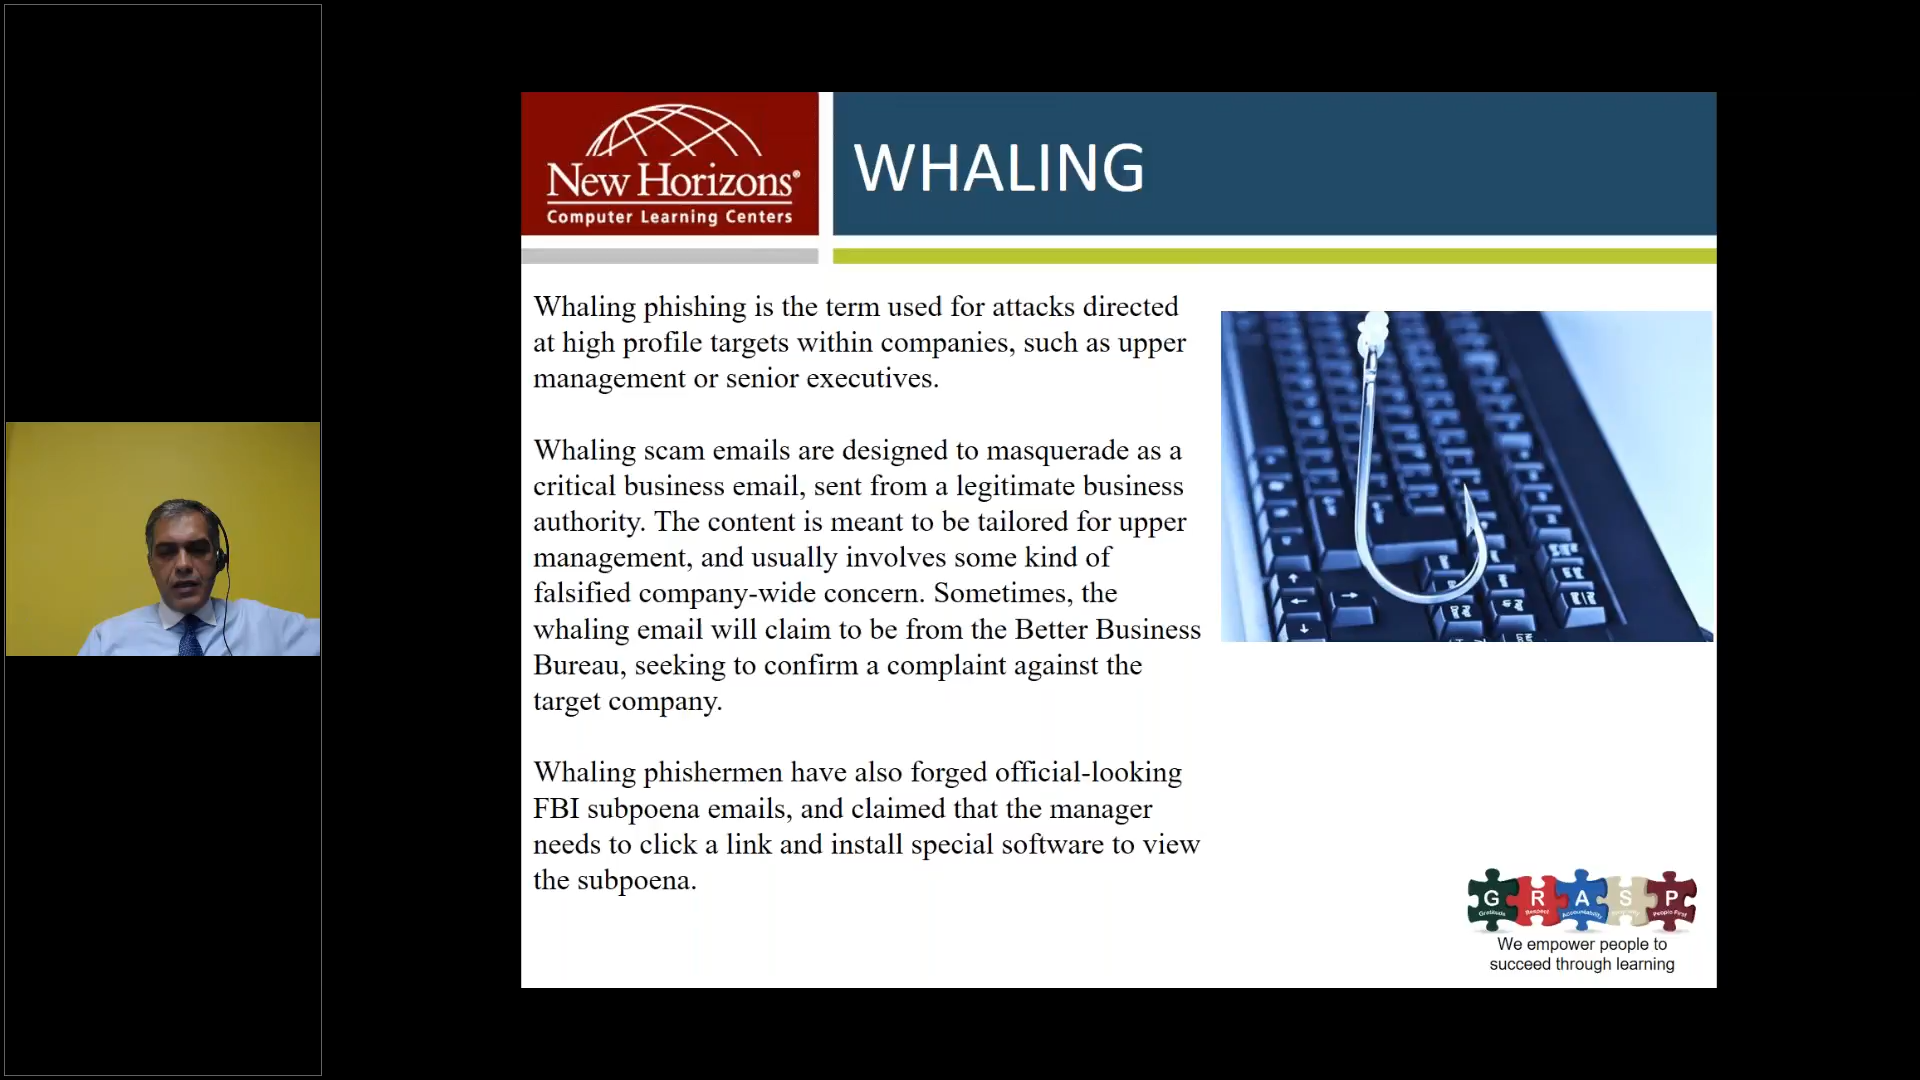 New Horizons®
Computer Learning Centers
WHALING
Whaling phishing is the term used for attacks directed
at high profile targets within companies, such as upper
management or senior executives.
Whaling scam emails are designed to masquerade as a
critical business email, sent from a legitimate business
authority. The content is meant to be tailored for upper
management, and usually involves some kind of
falsified company-wide concern. Sometimes, the
whaling email will claim to be from the Better Business
Bureau, seeking to confirm a complaint against the
target company.
Whaling phishermen have also forged official-looking
FBI subpoena emails, and claimed that the manager
needs to click a link and install special software to view
the subpoena.
G R A S P
Gratitude Respect Accountability People First
We empower people to
succeed through learning